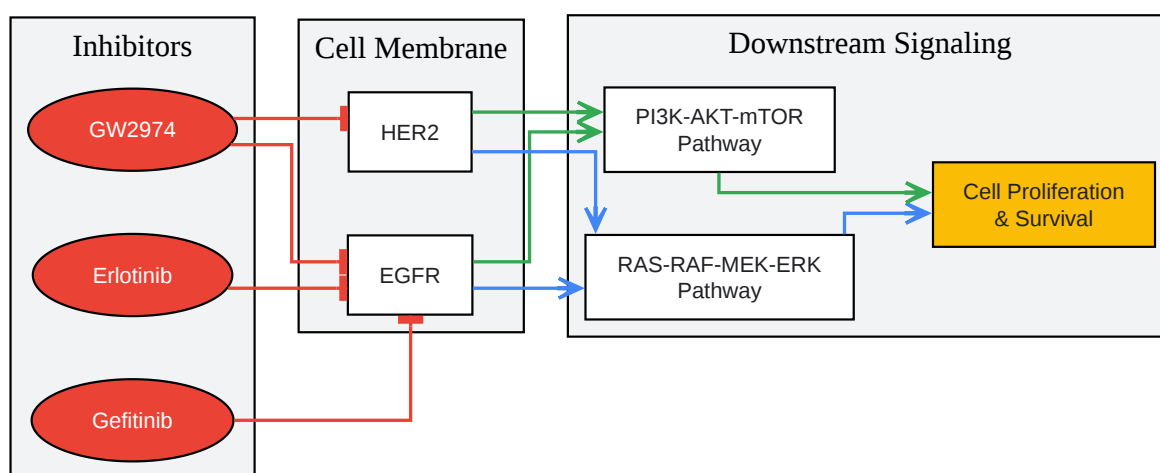 Inhibitors
GW2974
Erlotinib
Gefitinib
Cell Membrane
HER2
EGFR
Downstream Signaling
PI3K-AKT-mTOR
Pathway
RAS-RAF-MEK-ERK
Pathway
Cell Proliferation
& Survival